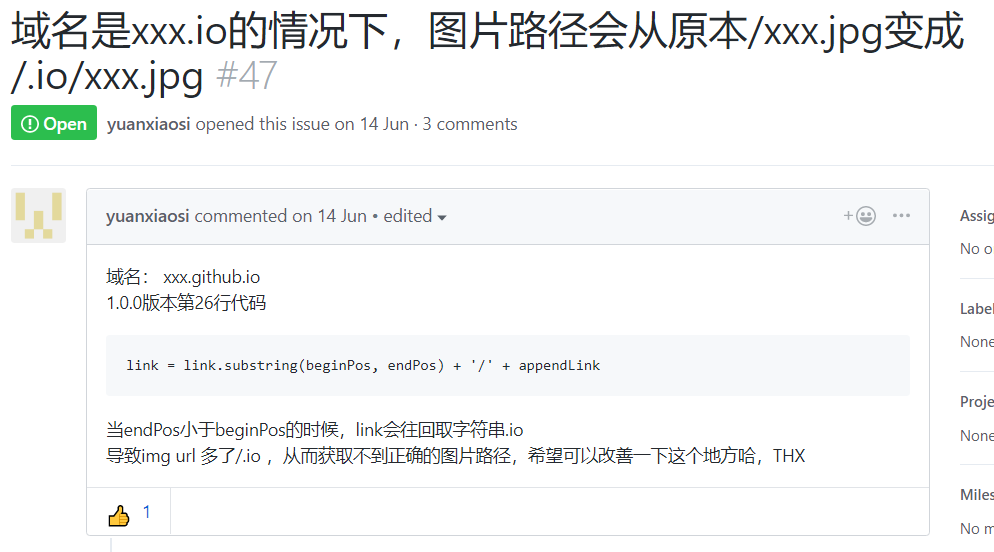 域名是xxx.io的情况下，图片路径会从原本/xxx.jpg变成
/.io/xxx.jpg #47
Open yuanxiaosi opened this issue on 14 Jun · 3 comments
yuanxiaosi commented on 14 Jun • edited
Assig
No o
域名： xxx.github.io
1.0.0版本第26行代码
Label
None
link = link.substring(beginPos, endPos) + '/' + appendLink
Proje
None
当endPos小于beginPos的时候，link会往回取字符串.io
导致img url 多了/.io ，从而获取不到正确的图片路径，希望可以改善一下这个地方哈，THX
Miles
No m
1